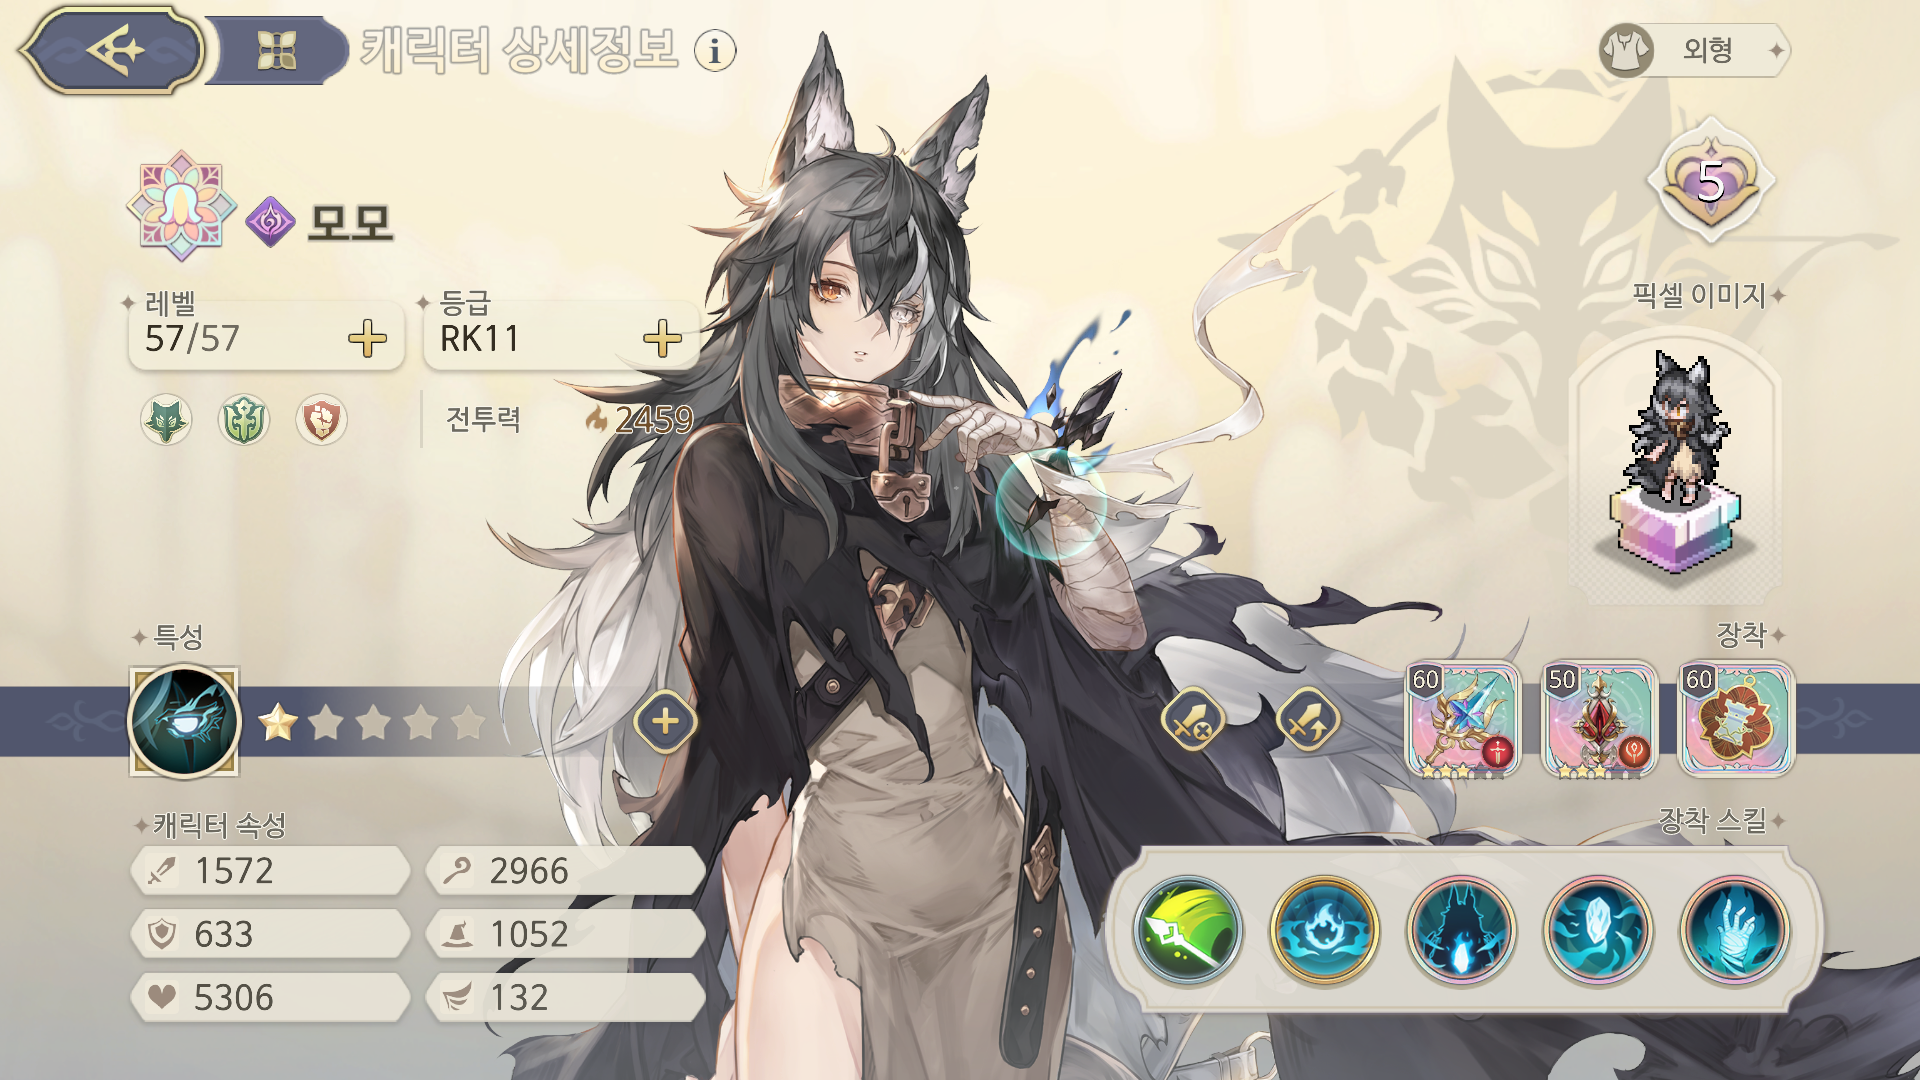 캐릭터 상세정보
외형
모모
5
레벨
57/57
등급
RK11
전투력
2459
픽셀 이미지
특성
장착
60
50
60
캐릭터 속성
1572
2966
633
1052
5306
132
장착 스킬